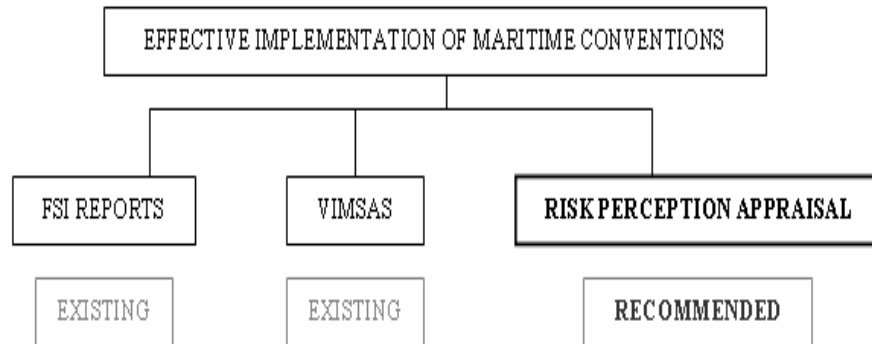 EFFECTIVE IMPLEMENTATION OF MARITIME CONVENTIONS
FSI REPORTS
VIMSAS
RISK PERCEPTION APPRAISAL
EXISTING
EXISTING
RECOMMENDED